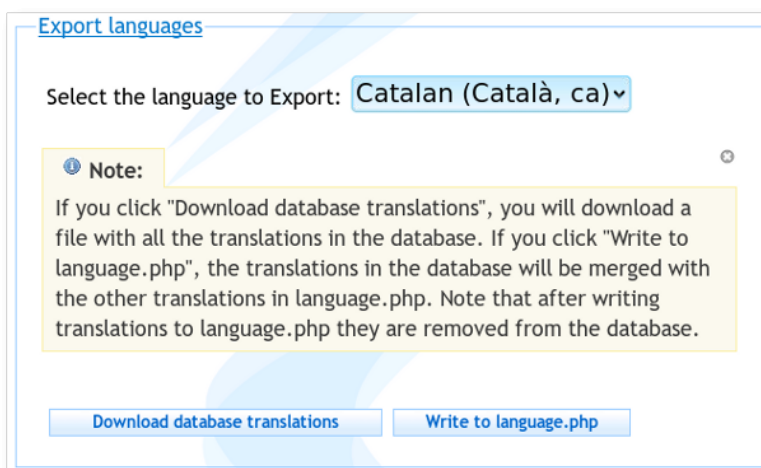 Export languages
Select the language to Export: Catalan (Català, ca)
Note:
If you click "Download database translations", you will download a
file with all the translations in the database. If you click "Write to
language.php", the translations in the database will be merged with
the other translations in language.php. Note that after writing
translations to language.php they are removed from the database.
Download database translations Write to language.php